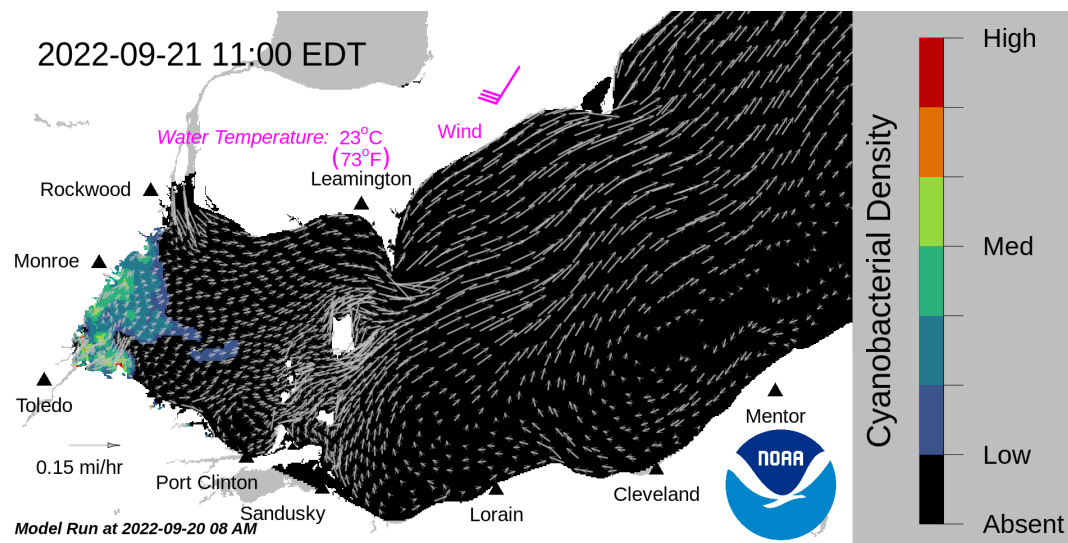 2022-09-21 11:00 EDT
Water Temperature: 23°C
(73°F)
Wind
Leamington
Rockwood
Monroe
Toledo
0.15 mi/hr
Port Clinton
Sandusky
Lorain
Cleveland
Mentor
NOAA
Model Run at 2022-09-20 08 AM
Cyanobacterial Density
High
Med
Low
Absent